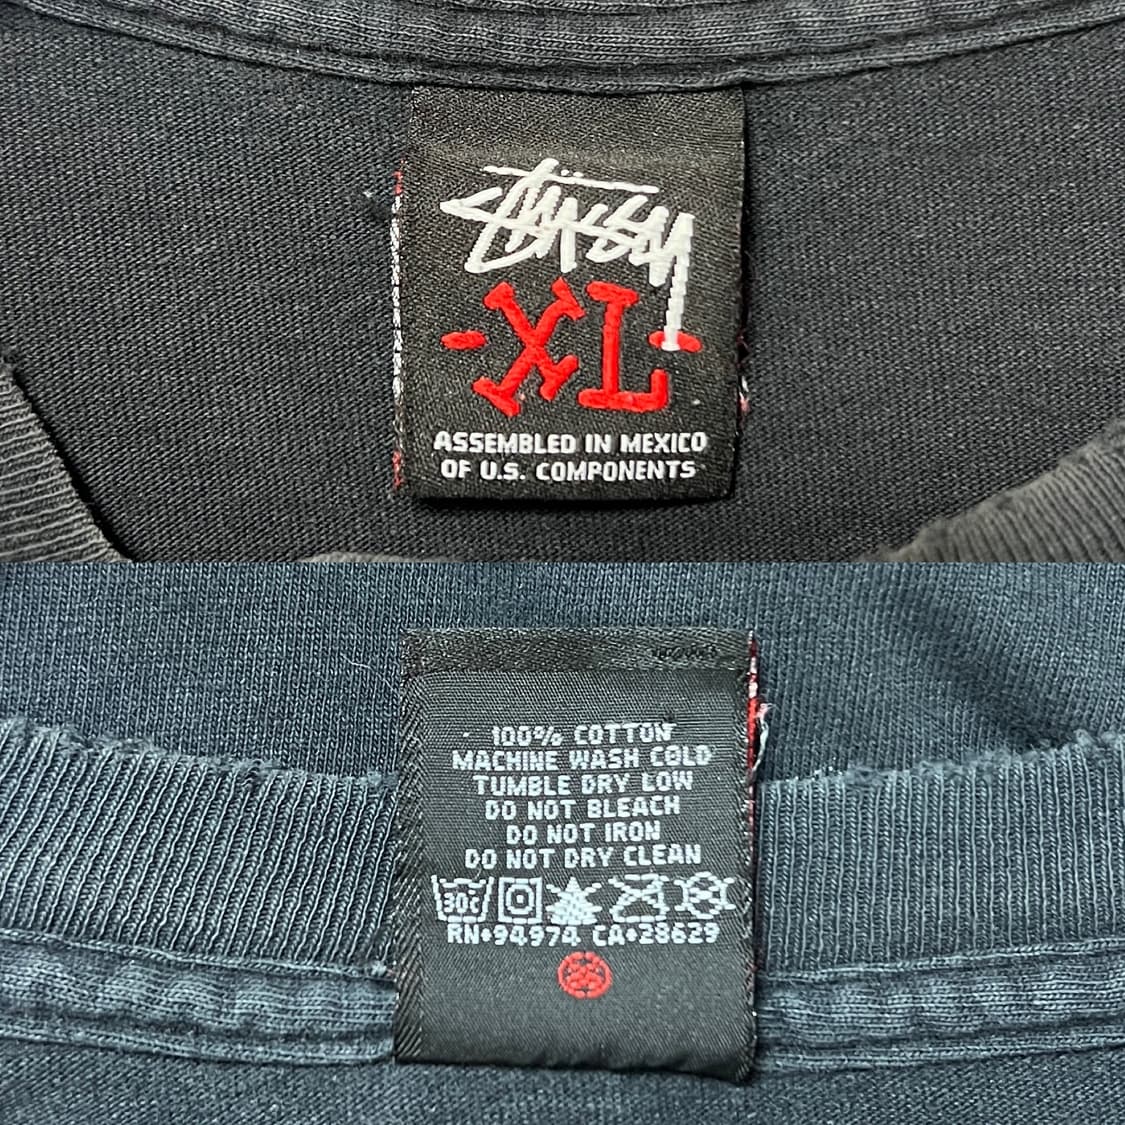 STÜSSY
-XL-
ASSEMBLED IN MEXICO
OF U.S. COMPONENTS
100% COTTON
MACHINE WASH COLD
TUMBLE DRY LOW
DO NOT BLEACH
DO NOT IRON
DO NOT DRY CLEAN
30c
RN•94974 CA•28629